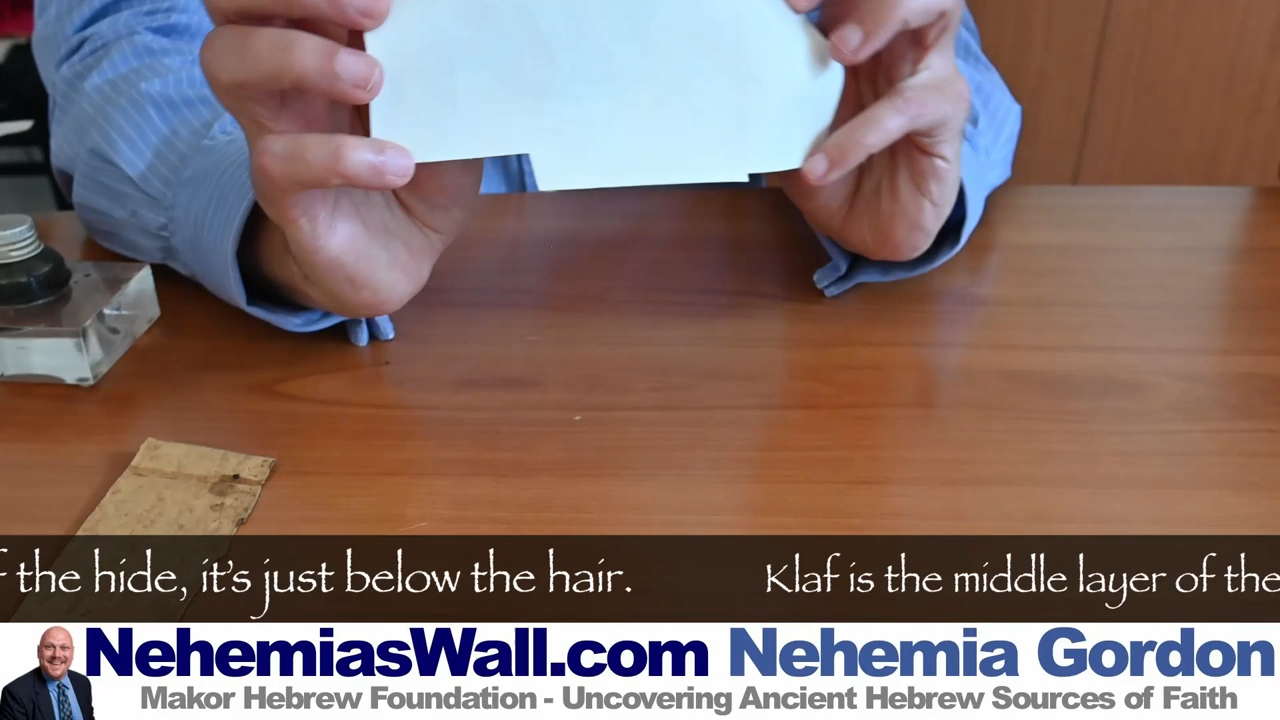 the hide, it's just below the hair. Klaf is the middle layer of the
NehemiasWall.com Nehemia Gordon
Makor Hebrew Foundation - Uncovering Ancient Hebrew Sources of Faith